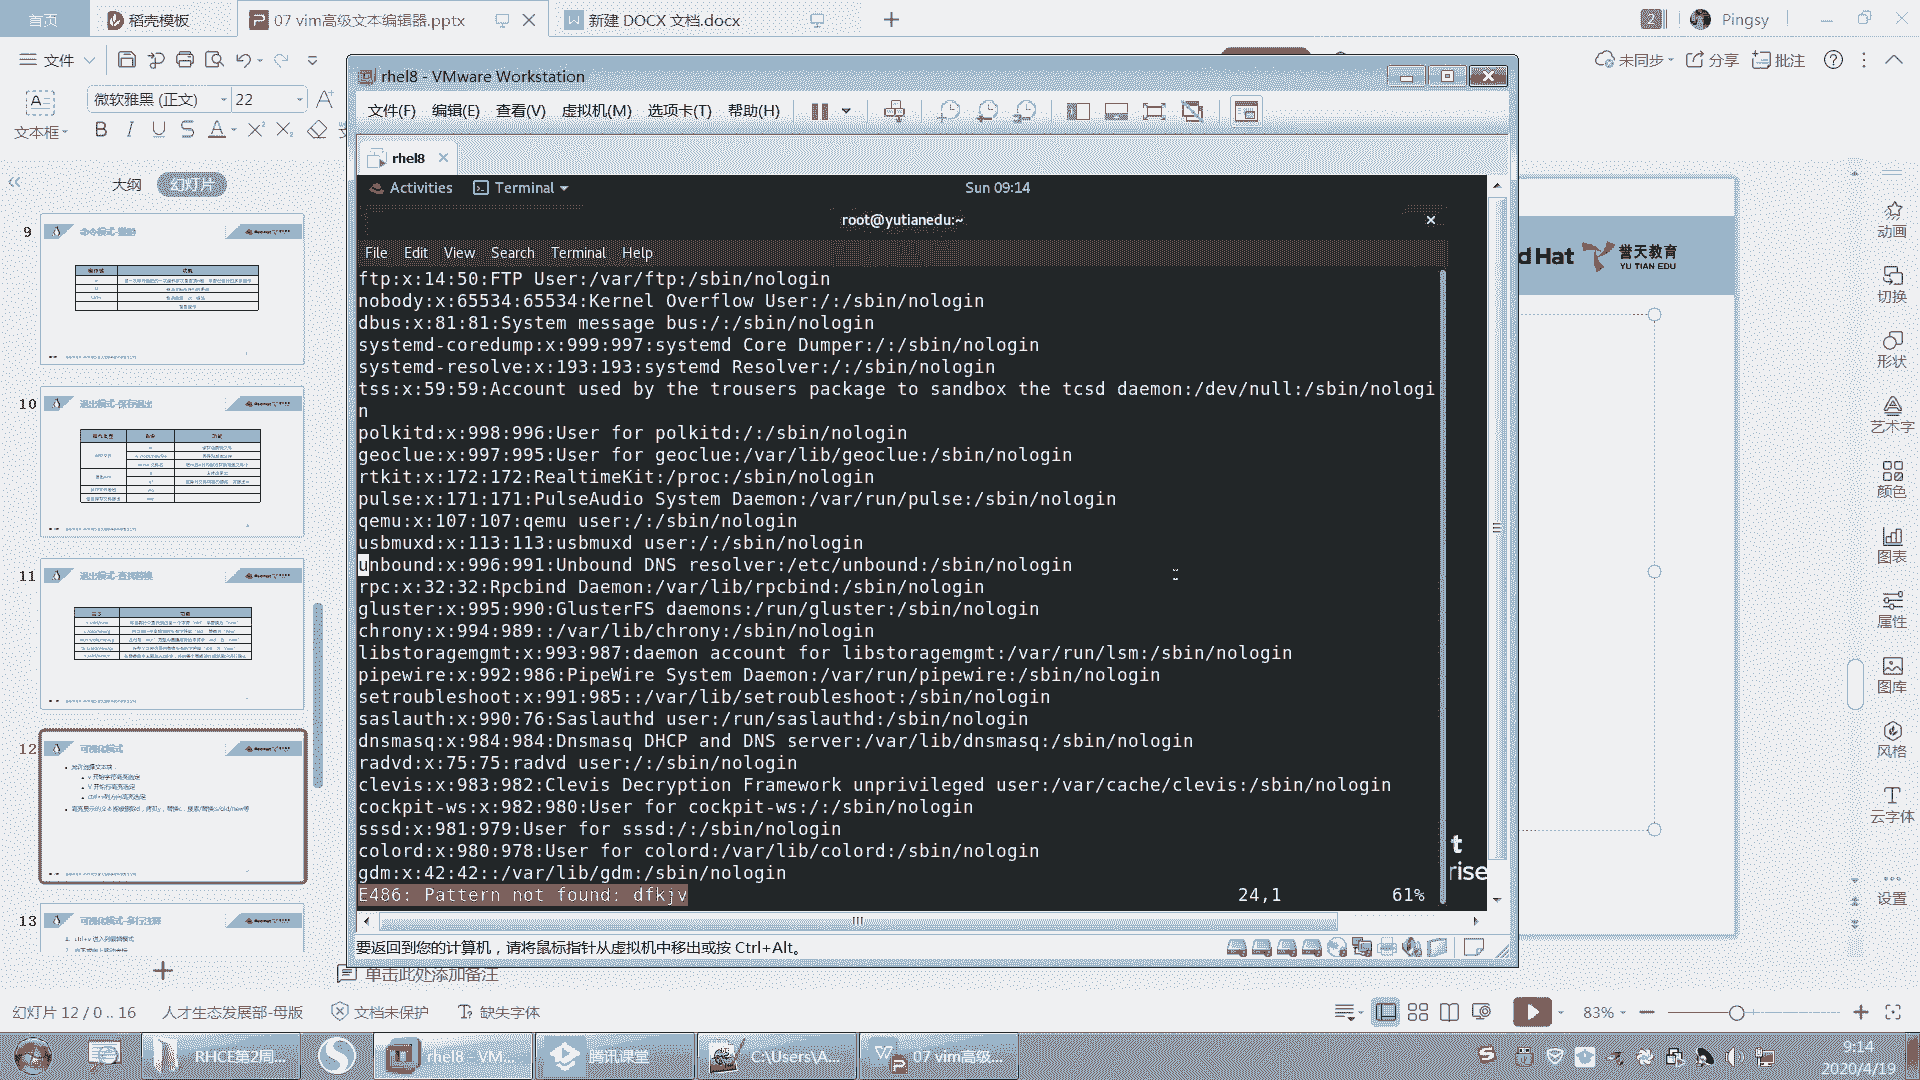 首页
稻壳模板
07 vim高级文本编辑器.pptx
新建 DOCX 文档.docx
2
Pingsy
文件
未同步
分享
批注
微软雅黑 (正文)
22
文本框
大纲
幻灯片
rhel8 - VMware Workstation
文件(F) 编辑(E) 查看(V) 虚拟机(M) 选项卡(T) 帮助(H)
rhel8
Activities
Terminal
Sun 09:14
root@yutianedu:~
File Edit View Search Terminal Help
ftp:x:14:50:FTP User:/var/ftp:/sbin/nologin
nobody:x:65534:65534:Kernel Overflow User:/:/sbin/nologin
dbus:x:81:81:System message bus:/:/sbin/nologin
systemd-coredump:x:999:997:systemd Core Dumper:/:/sbin/nologin
systemd-resolve:x:193:193:systemd Resolver:/:/sbin/nologin
tss:x:59:59:Account used by the trousers package to sandbox the tcsd daemon:/dev/null:/sbin/nologi
n
polkitd:x:998:996:User for polkitd:/:/sbin/nologin
geoclue:x:997:995:User for geoclue:/var/lib/geoclue:/sbin/nologin
rtkit:x:172:172:RealtimeKit:/proc:/sbin/nologin
pulse:x:171:171:PulseAudio System Daemon:/var/run/pulse:/sbin/nologin
qemu:x:107:107:qemu user:/:/sbin/nologin
usbmuxd:x:113:113:usbmuxd user:/:/sbin/nologin
unbound:x:996:991:Unbound DNS resolver:/etc/unbound:/sbin/nologin
rpc:x:32:32:Rpcbind Daemon:/var/lib/rpcbind:/sbin/nologin
gluster:x:995:990:GlusterFS daemons:/run/gluster:/sbin/nologin
chrony:x:994:989::/var/lib/chrony:/sbin/nologin
libstoragemgmt:x:993:987:daemon account for libstoragemgmt:/var/run/lsm:/sbin/nologin
pipewire:x:992:986:PipeWire System Daemon:/var/run/pipewire:/sbin/nologin
setroubleshoot:x:991:985::/var/lib/setroubleshoot:/sbin/nologin
saslauth:x:990:76:Saslauthd user:/run/saslauthd:/sbin/nologin
dnsmasq:x:984:984:Dnsmasq DHCP and DNS server:/var/lib/dnsmasq:/sbin/nologin
radvd:x:75:75:radvd user:/:/sbin/nologin
clevis:x:983:982:Clevis Decryption Framework unprivileged user:/var/cache/clevis:/sbin/nologin
cockpit-ws:x:982:980:User for cockpit-ws:/:/sbin/nologin
sssd:x:981:979:User for sssd:/:/sbin/nologin
colord:x:980:978:User for colord:/var/lib/colord:/sbin/nologin
gdm:x:42:42::/var/lib/gdm:/sbin/nologin
E486: Pattern not found: dfkjv
24,1
61%
t
rise
要返回到您的计算机，请将鼠标指针从虚拟机中移出或按 Ctrl+Alt。
9
10
11
12
可视化模式
13
d Hat
誉天教育
YU TIAN EDU
动画
切换
形状
艺术字
颜色
图表
属性
图库
风格
云字体
设置
单击此处添加备注
幻灯片 12 / 0 .. 16
人才生态发展部-母版
文档未保护
缺失字体
83%
RHCE第2周...
rhel8 - VM...
腾讯课堂
C:\Users\A...
07 vim高级...
9:14
2020/4/19